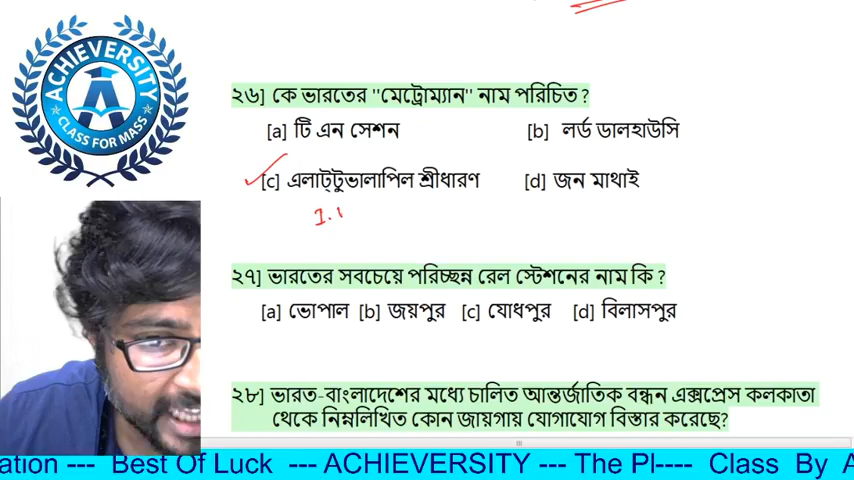 ACHIEVERSITY
CLASS FOR MASS
২৬] কে ভারতের "মেট্রোম্যান" নাম পরিচিত ?
[a] টি এন সেশন [b] লর্ড ডালহাউসি
[c] এলাট্টুভালাপিল শ্রীধারণ [d] জন মাথাই
২৭] ভারতের সবচেয়ে পরিচ্ছন্ন রেল স্টেশনের নাম কি ?
[a] ভোপাল [b] জয়পুর [c] যোধপুর [d] বিলাসপুর
২৮] ভারত-বাংলাদেশের মধ্যে চালিত আন্তর্জাতিক বন্ধন এক্সপ্রেস কলকাতা
থেকে নিম্নলিখিত কোন জায়গায় যোগাযোগ বিস্তার করেছে?
ation --- Best Of Luck --- ACHIEVERSITY --- The Pl---- Class By A